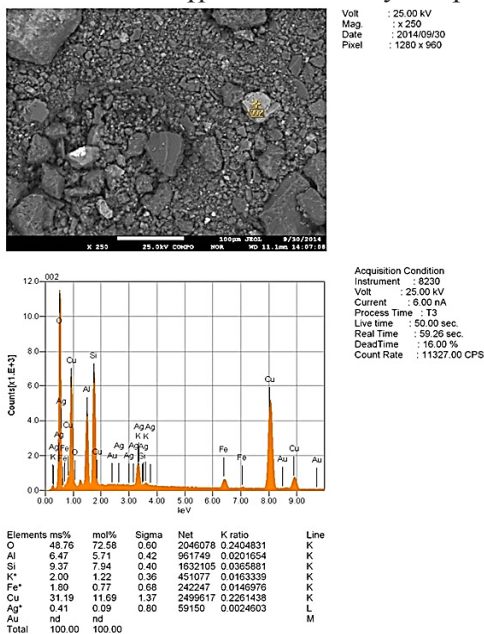 Volt : 25.00 kV
Mag. : x 250
Date : 2014/09/30
Pixel : 1280 x 960
002
X 250 25.0kV COMPO NOR WD 11.1mm 14:07:08
100μm JEOL 9/30/2014
Acquisition Condition
Instrument : 8230
Volt : 25.00 kV
Current : 6.00 nA
Process Time : T3
Live time : 50.00 sec.
Real Time : 59.26 sec.
DeadTime : 16.00 %
Count Rate : 11327.00 CPS
002
Counts[x1.E+3]
12.0
10.0
8.0
6.0
4.0
2.0
0.0
O
Ag
Cu
Al
Si
Ag
Ag
K
Ag
Fe
Fe
Cu
O
Cu
Au
Ag
Ag
Ag
Ag Ag
K K
Ag
Fe
Fe
Cu
Au
Cu
Au
0.00 1.00 2.00 3.00 4.00 5.00 6.00 7.00 8.00 9.00
keV
Elements ms% mol% Sigma Net K ratio Line
O 48.76 72.58 0.60 2046078 0.2404831 K
Al 6.47 5.71 0.42 961749 0.0201654 K
Si 9.37 7.94 0.40 1632105 0.0365881 K
K* 2.00 1.22 0.36 451077 0.0163339 K
Fe* 1.80 0.77 0.68 242247 0.0146976 K
Cu 31.19 11.69 1.37 2499617 0.2261438 K
Ag* 0.41 0.09 0.80 59150 0.0024603 L
Au nd nd M
Total 100.00 100.00